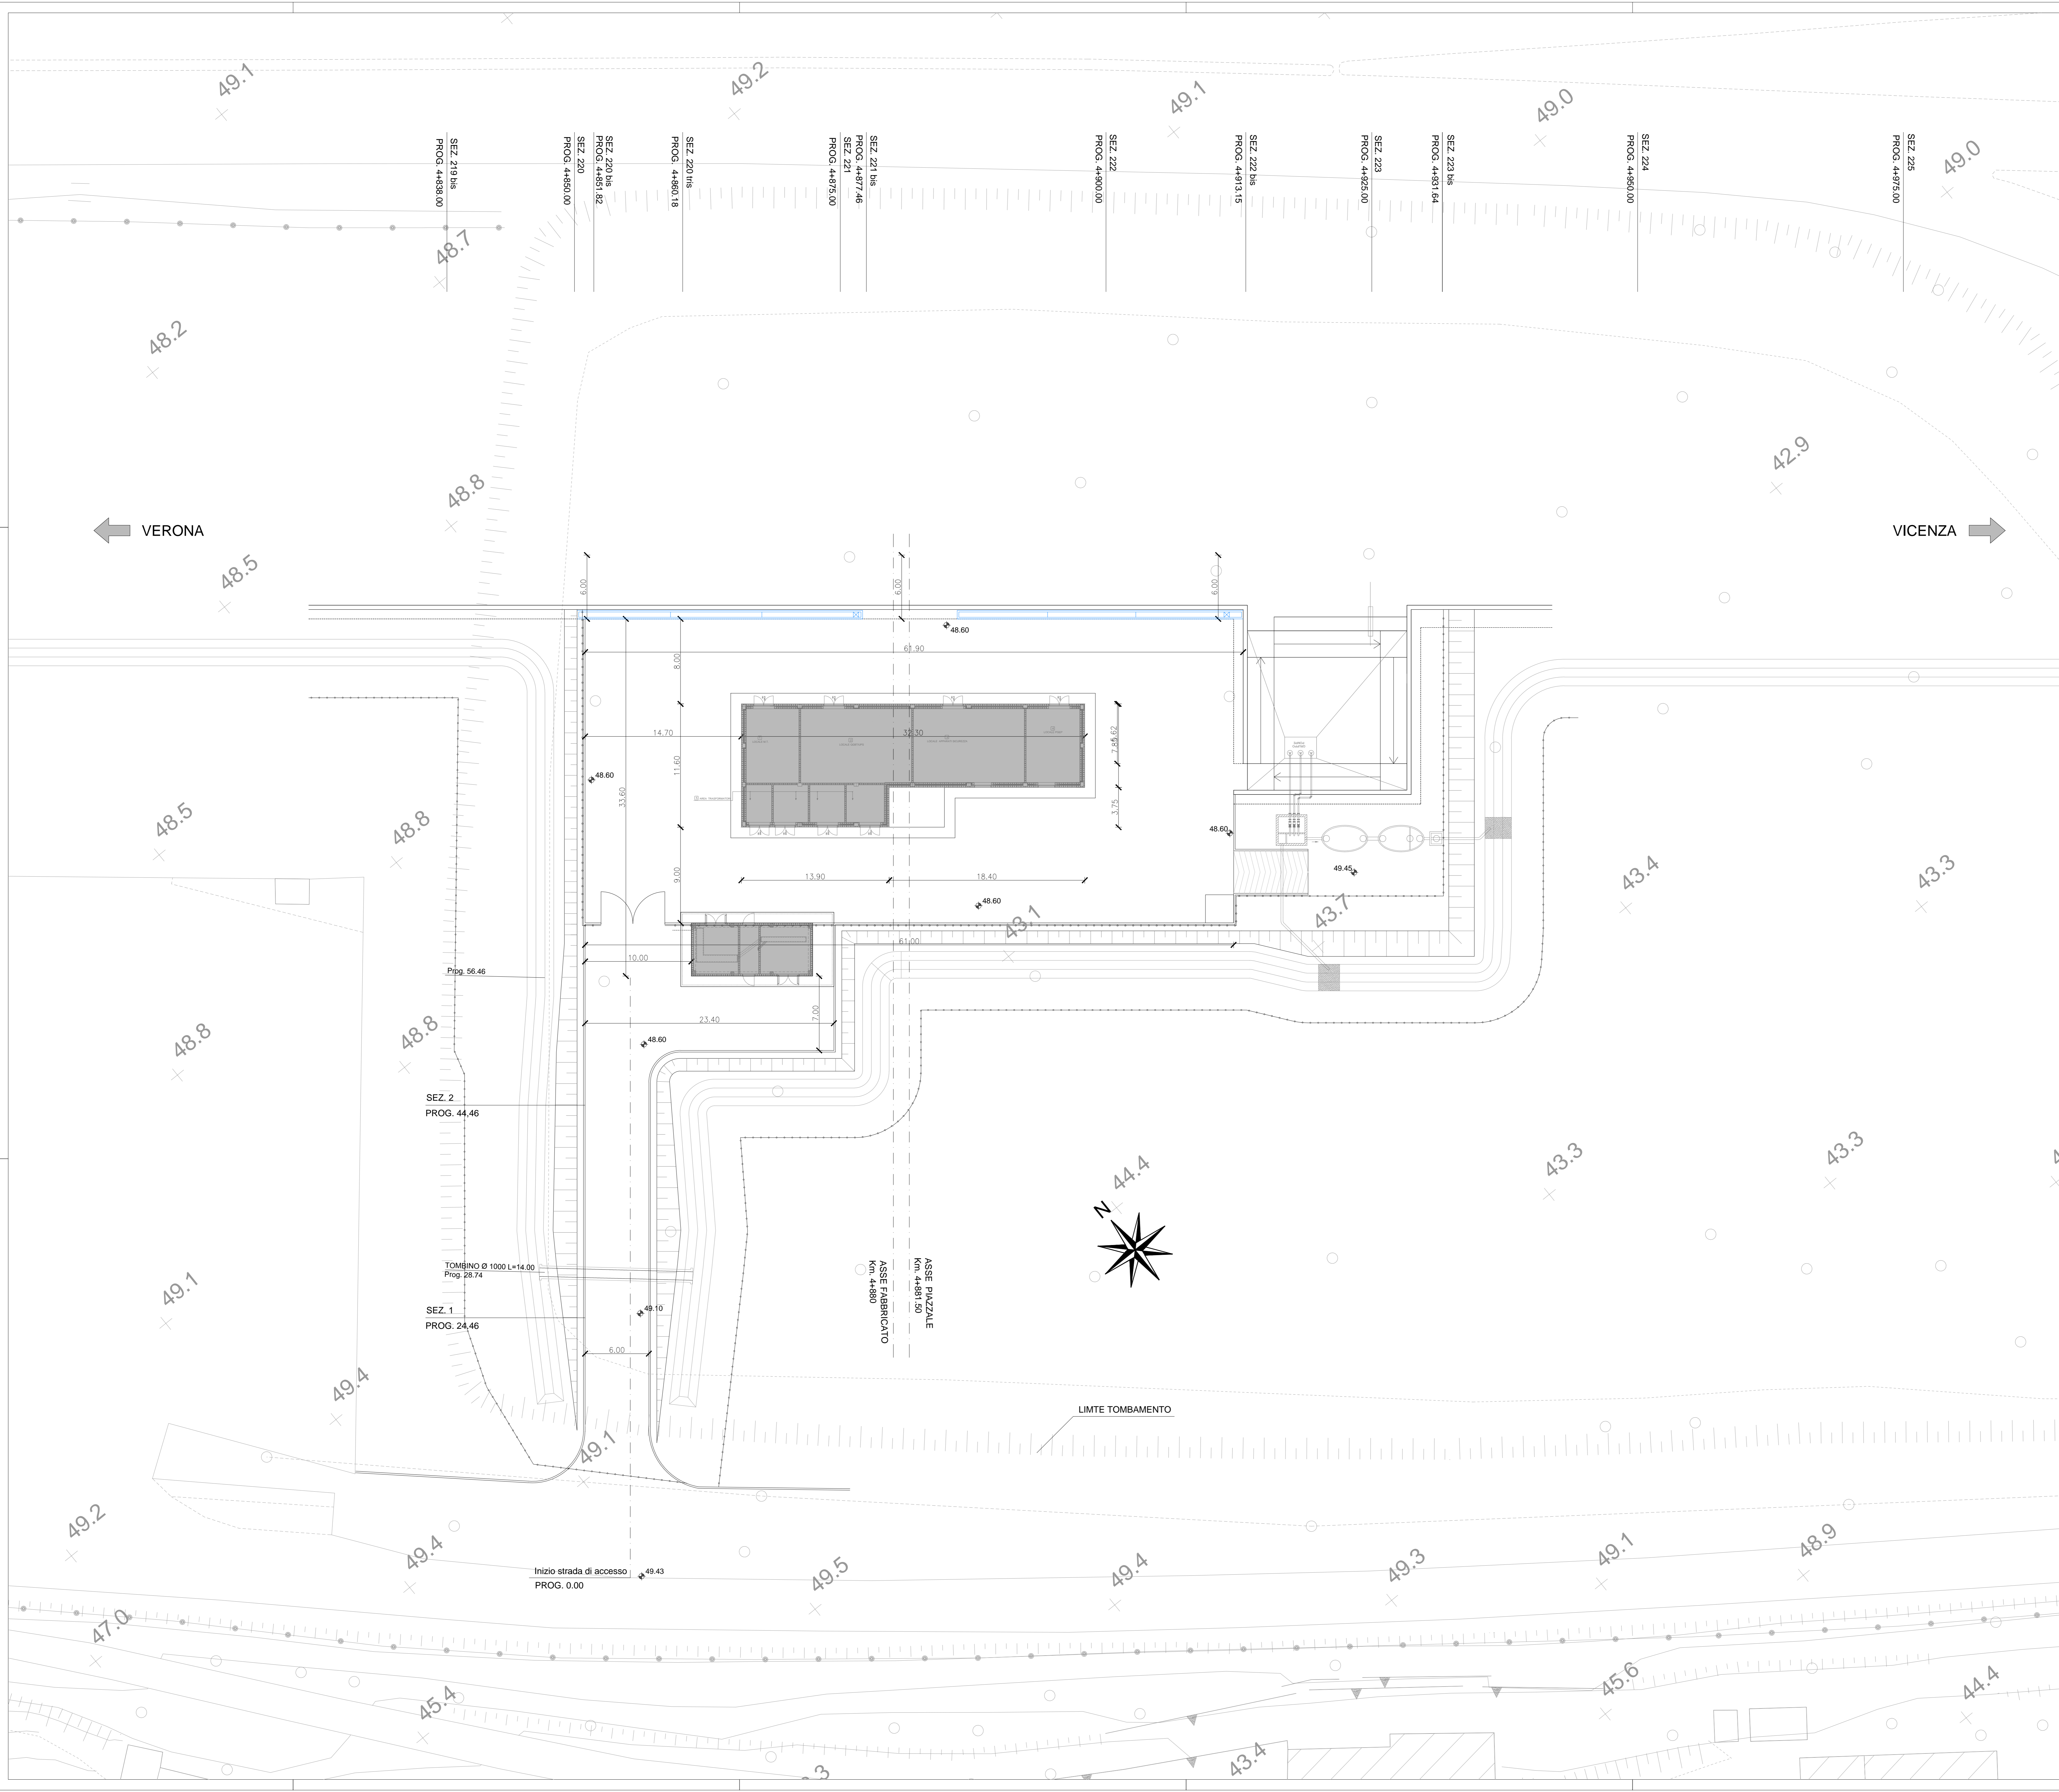 49.1
49.2
49.1
49.0
49.0
SEZ. 219 bis
PROG. 4+838.00
SEZ. 220
PROG. 4+850.00
SEZ. 220 bis
PROG. 4+851.82
SEZ. 220 tris
PROG. 4+860.18
SEZ. 221
PROG. 4+875.00
SEZ. 221 bis
PROG. 4+877.46
SEZ. 222
PROG. 4+900.00
SEZ. 222 bis
PROG. 4+913.15
SEZ. 223
PROG. 4+925.00
SEZ. 223 bis
PROG. 4+931.64
SEZ. 224
PROG. 4+950.00
SEZ. 225
PROG. 4+975.00
48.7
48.2
48.8
42.9
VERONA
VICENZA
48.5
6.00
6.00
6.00
48.60
61.90
8.00
14.70
32.30
7.85
11.60
48.60
33.60
3.75
48.5
48.8
48.60
49.45
43.4
43.3
9.00
13.90
18.40
48.60
43.1
43.7
61.00
10.00
Prog. 56.46
23.40
7.00
48.8
48.8
48.60
SEZ. 2
PROG. 44,46
44.4
43.3
43.3
N
TOMBINO Ø 1000 L=14.00
Prog. 28.74
49.1
SEZ. 1
PROG. 24,46
49.10
6.00
ASSE FABBRICATO
Km. 4+880
ASSE PIAZZALE
Km. 4+881.50
49.4
LIMTE TOMBAMENTO
49.1
49.2
49.4
Inizio strada di accesso
PROG. 0.00
49.43
49.5
49.4
49.3
49.1
48.9
47.0
45.4
45.6
44.4
43.4